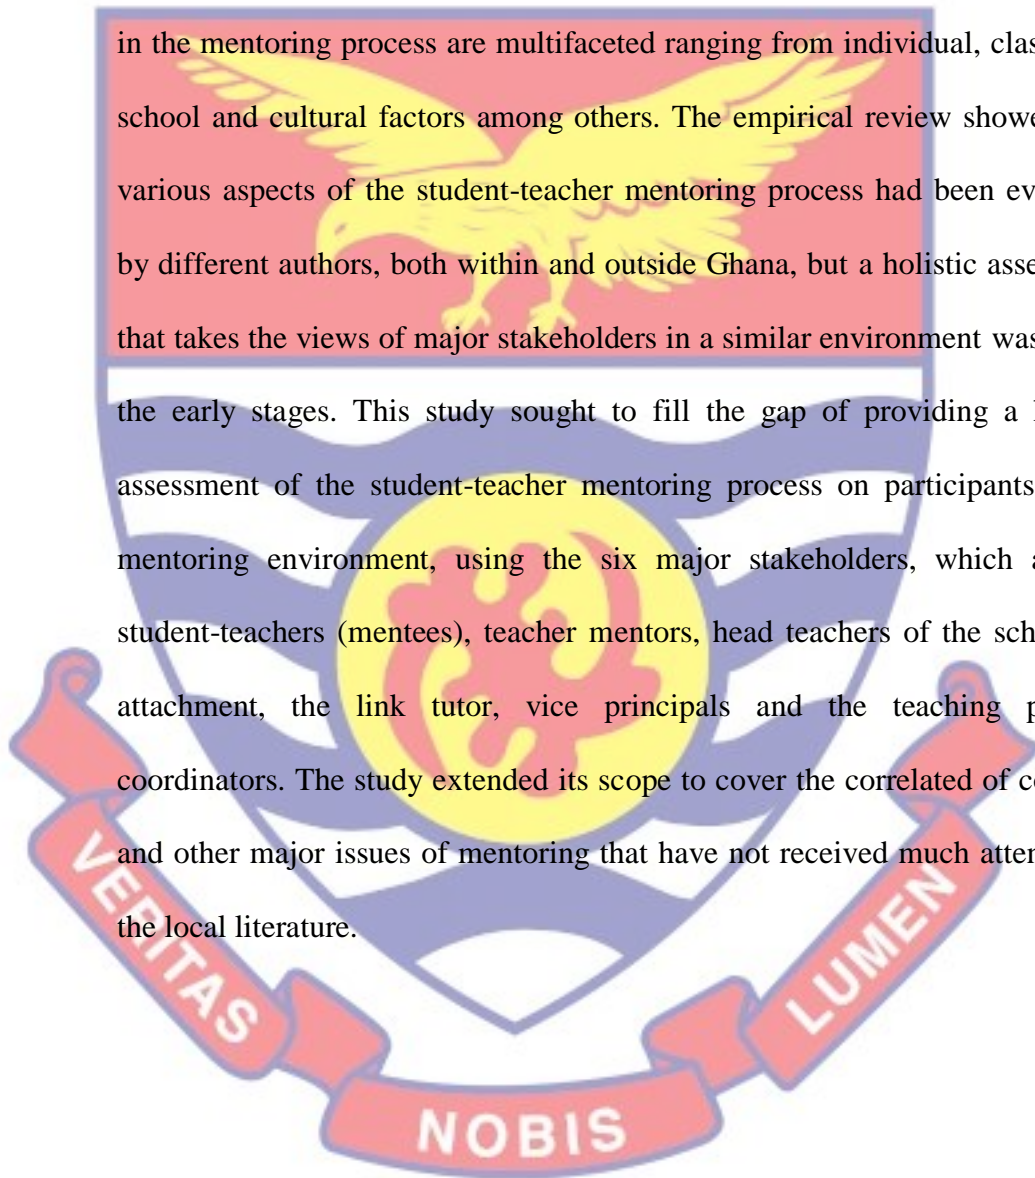 in the mentoring process are multifaceted ranging from individual, clas
school and cultural factors among others. The empirical review showe
various aspects of the student-teacher mentoring process had been ev
by different authors, both within and outside Ghana, but a holistic asse
that takes the views of major stakeholders in a similar environment was
the early stages. This study sought to fill the gap of providing a
assessment of the student-teacher mentoring process on participants
mentoring environment, using the six major stakeholders, which a
student-teachers (mentees), teacher mentors, head teachers of the sch
attachment, the link tutor, vice principals and the teaching p
coordinators. The study extended its scope to cover the correlated of c
and other major issues of mentoring that have not received much atten
the local literature.
VERITAS
NOBIS
LUMEN